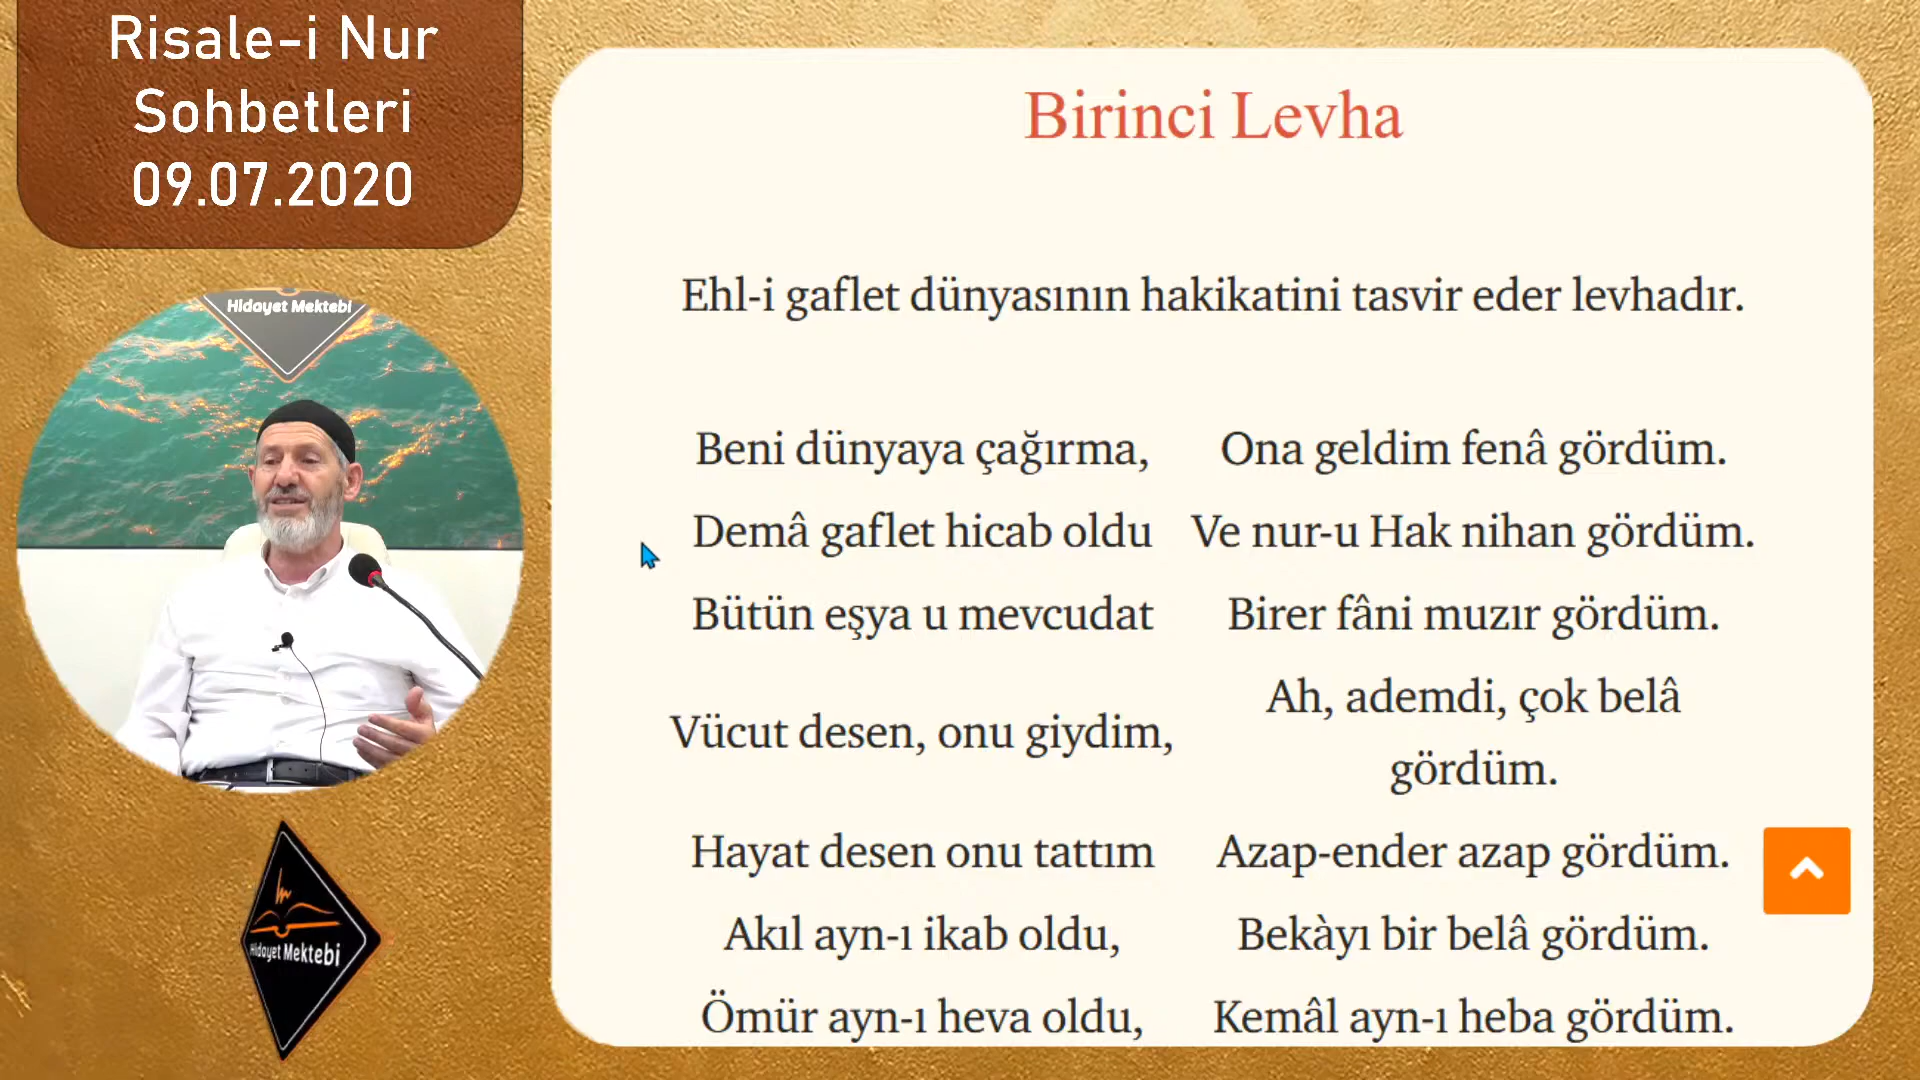 Risale-i Nur
Sohbetleri
09.07.2020
Hidayet Mektebi
Hidayet Mektebi
Birinci Levha
Ehl-i gaflet dünyasının hakikatini tasvir eder levhadır.
Beni dünyaya çağırma, Ona geldim fenâ gördüm.
Demâ gaflet hicab oldu Ve nur-u Hak nihan gördüm.
Bütün eşya u mevcudat Birer fâni muzır gördüm.
Vücut desen, onu giydim, Ah, ademdi, çok belâ
gördüm.
Hayat desen onu tattım Azap-ender azap gördüm.
Akıl ayn-ı ikab oldu, Bekàyı bir belâ gördüm.
Ömür ayn-ı heva oldu, Kemâl ayn-ı heba gördüm.